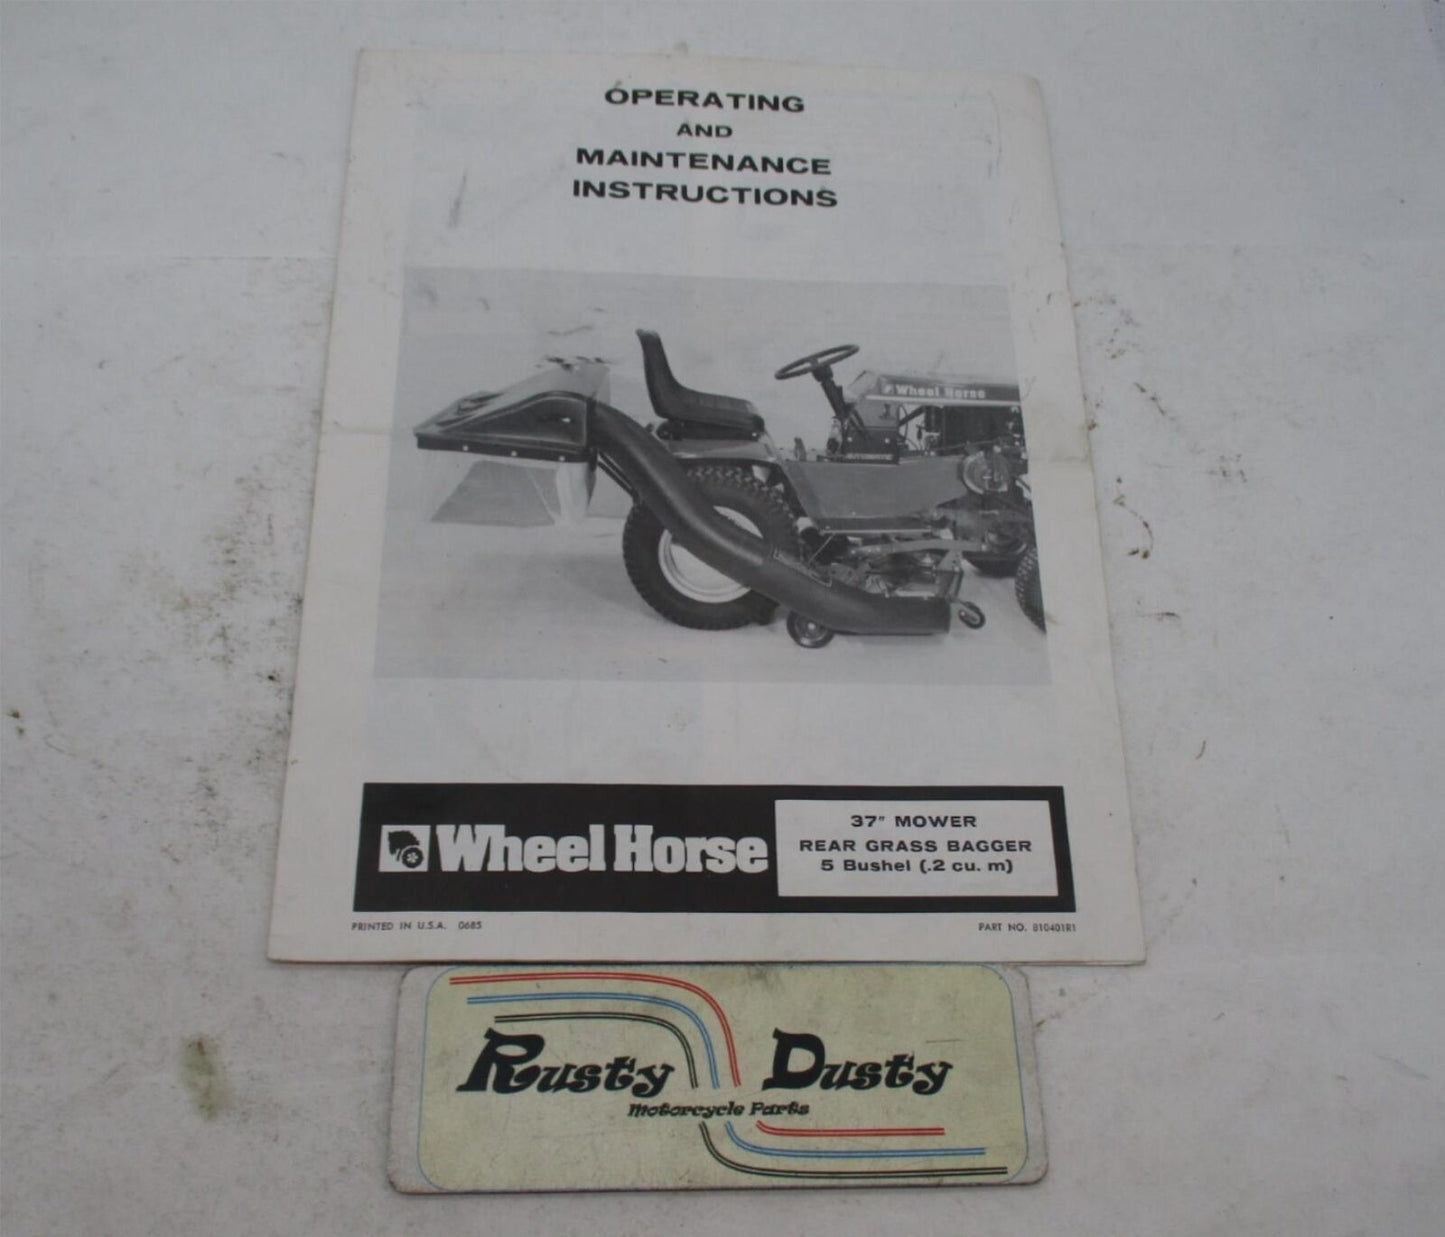 OPERATING
AND
MAINTENANCE
INSTRUCTIONS
Wheel Horse
AUTOMATIC
Wheel Horse
37" MOWER
REAR GRASS BAGGER
5 Bushel (.2 cu. m)
PRINTED IN U.S.A. 0685
PART NO. 810401R1
Rusty Dusty
Motorcycle Parts